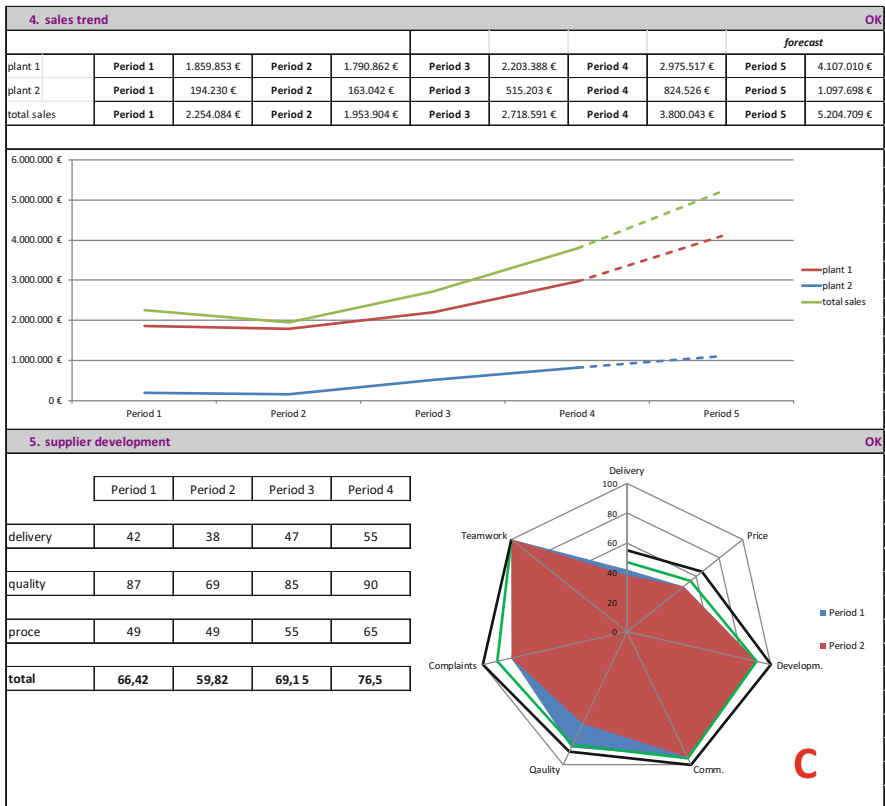 4. sales trend OK
forecast
plant 1 Period 1 1.859.853 € Period 2 1.790.862 € Period 3 2.203.388 € Period 4 2.975.517 € Period 5 4.107.010 €
plant 2 Period 1 194.230 € Period 2 163.042 € Period 3 515.203 € Period 4 824.526 € Period 5 1.097.698 €
total sales Period 1 2.254.084 € Period 2 1.953.904 € Period 3 2.718.591 € Period 4 3.800.043 € Period 5 5.204.709 €
6.000.000 €
5.000.000 €
4.000.000 €
3.000.000 €
2.000.000 €
1.000.000 €
0 €
Period 1 Period 2 Period 3 Period 4 Period 5
plant 1
plant 2
total sales
5. supplier development OK
Period 1 Period 2 Period 3 Period 4
delivery 42 38 47 55
quality 87 69 85 90
proce 49 49 55 65
total 66,42 59,82 69,15 76,5
Delivery
100
80
60
40
20
0
Teamwork
Price
Complaints
Developm.
Qaulity
Comm.
Period 1
Period 2
C